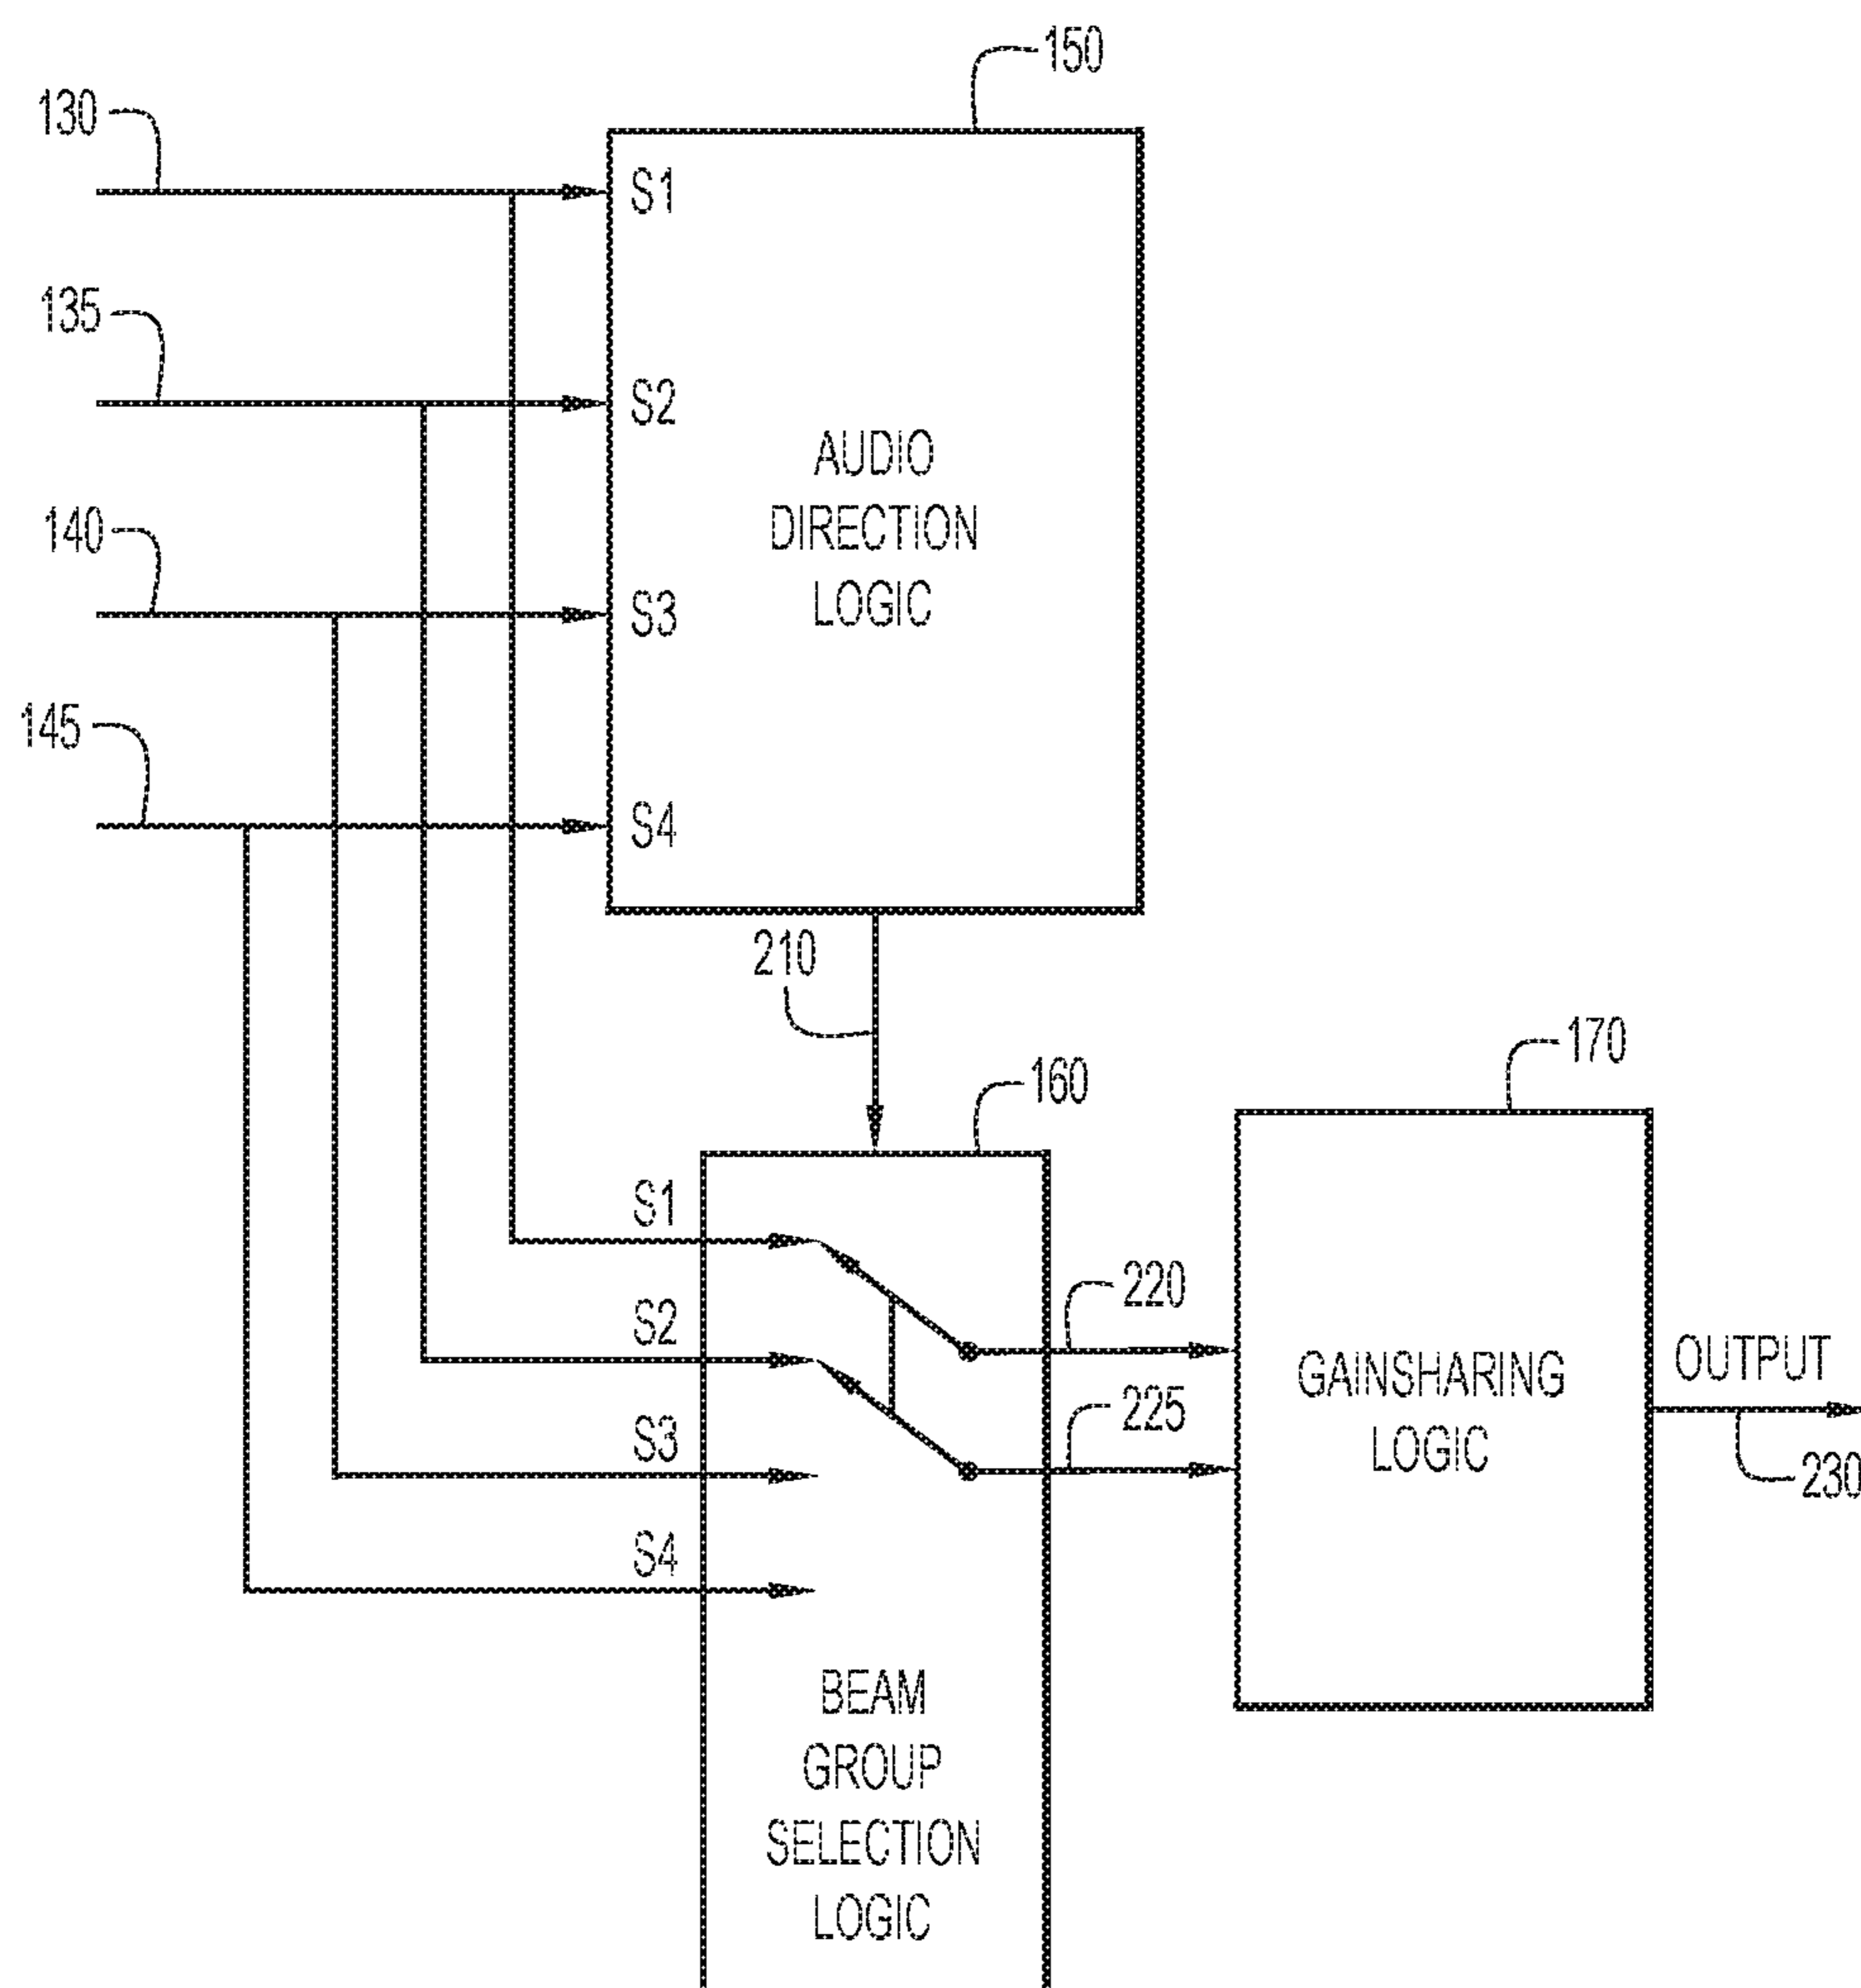 150
130
S1
135
S2
AUDIO
DIRECTION
LOGIC
140
S3
145
S4
210
160
170
S1
S2
S3
S4
220
225
GAINSHARING
LOGIC
OUTPUT
230
BEAM
GROUP
SELECTION
LOGIC